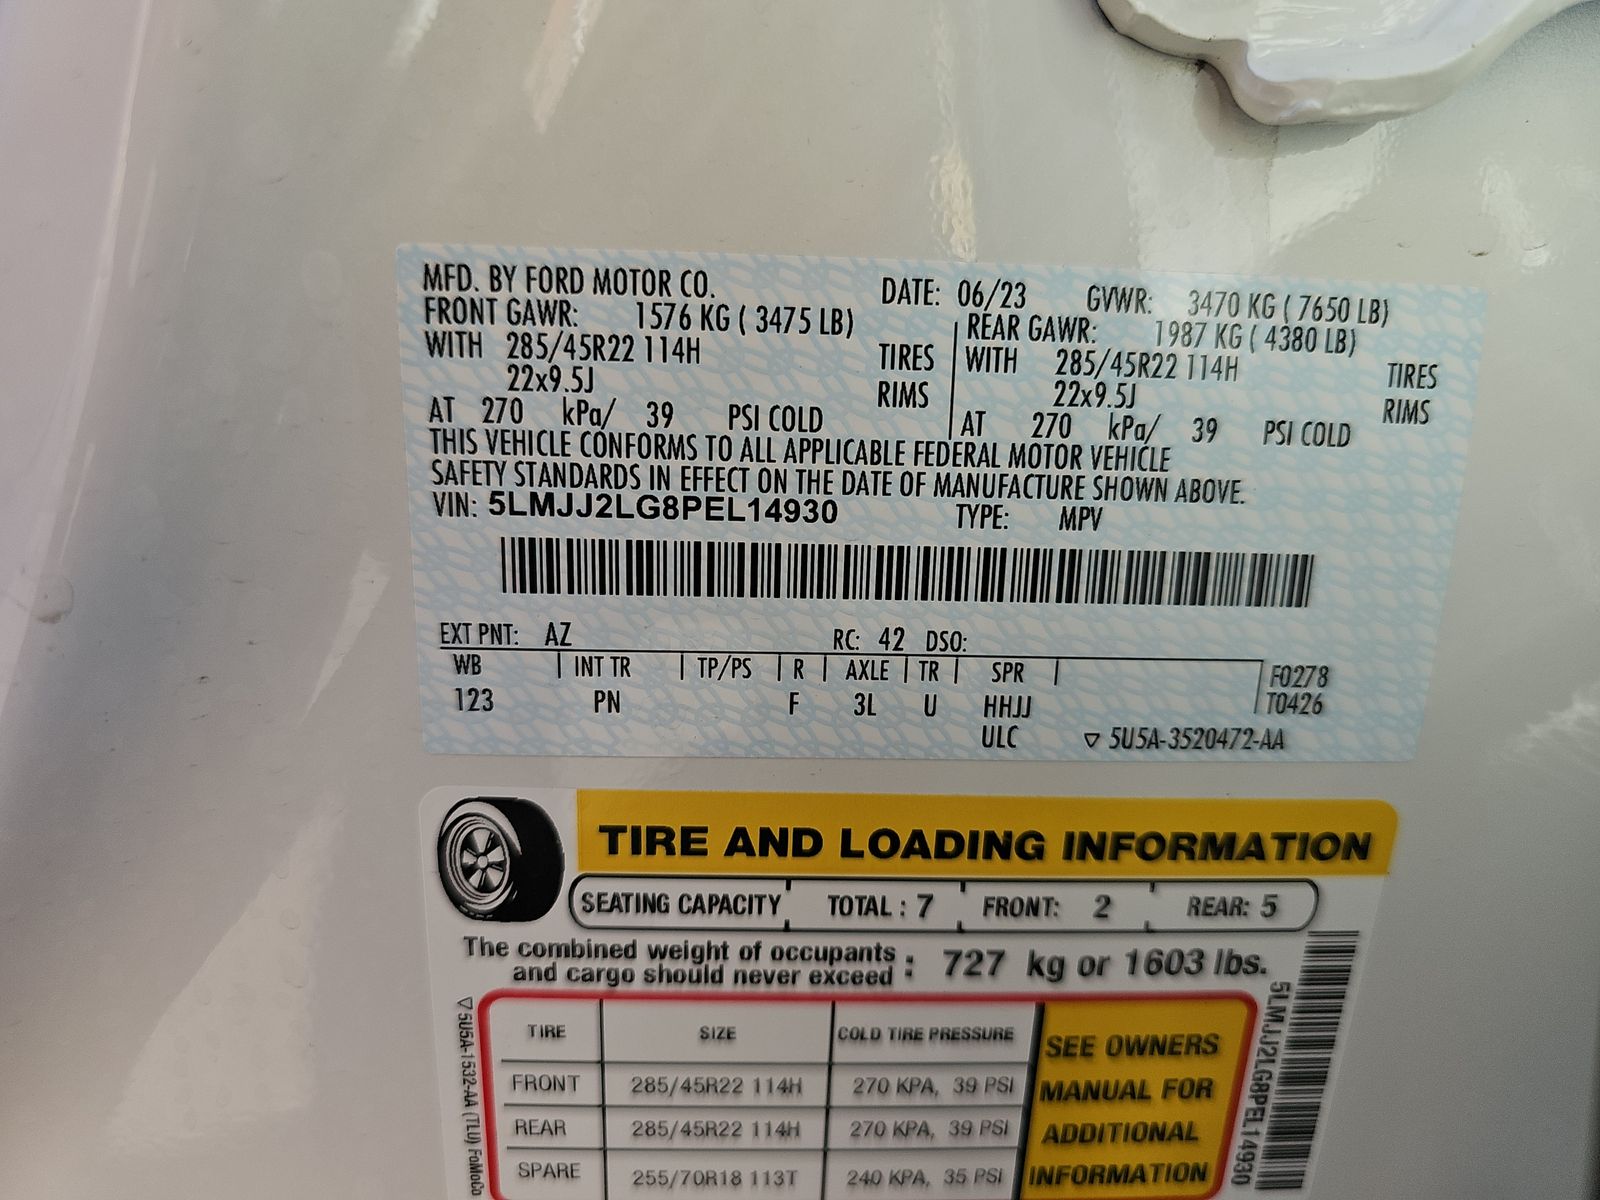 MFD. BY FORD MOTOR CO. DATE: 06/23 GVWR: 3470 KG ( 7650 LB)
FRONT GAWR: 1576 KG ( 3475 LB) REAR GAWR: 1987 KG ( 4380 LB)
WITH 285/45R22 114H TIRES WITH 285/45R22 114H TIRES
22x9.5J RIMS 22x9.5J RIMS
AT 270 kPa/ 39 PSI COLD AT 270 kPa/ 39 PSI COLD
THIS VEHICLE CONFORMS TO ALL APPLICABLE FEDERAL MOTOR VEHICLE
SAFETY STANDARDS IN EFFECT ON THE DATE OF MANUFACTURE SHOWN ABOVE.
VIN: 5LMJJ2LG8PEL14930 TYPE: MPV
EXT PNT: AZ RC: 42 DSO:
WB INT TR TP/PS R AXLE TR SPR F0278
123 PN F 3L U HHJJ T0426
ULC ▽ 5U5A-3520472-AA
TIRE AND LOADING INFORMATION
SEATING CAPACITY TOTAL : 7 FRONT: 2 REAR: 5
The combined weight of occupants
and cargo should never exceed : 727 kg or 1603 lbs.
TIRE SIZE COLD TIRE PRESSURE
FRONT 285/45R22 114H 270 KPA, 39 PSI
REAR 285/45R22 114H 270 KPA, 39 PSI
SPARE 255/70R18 113T 240 KPA, 35 PSI
SEE OWNERS
MANUAL FOR
ADDITIONAL
INFORMATION
▽ 5U5A-1532-AA (TLU) FoMoCo
5LMJJ2LG8PEL14930